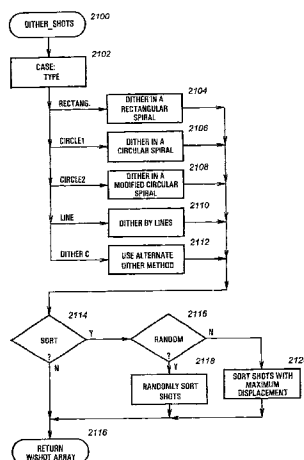 2100
DITHER_SHOTS
2102
CASE:
TYPE
2104
RECTANG.
DITHER IN A
RECTANGULAR
SPIRAL
2106
CIRCLE1
DITHER IN A
CIRCULAR
SPIRAL
2108
CIRCLE2
DITHER IN A
MODIFIED CIRCULAR
SPIRAL
2110
LINE
DITHER BY LINES
2112
DITHER C
USE ALTERNATE
DITHER METHOD
2114
SORT
?
Y
N
2116
RANDOM
?
N
Y
2118
RANDOMLY SORT
SHOTS
212
SORT SHOTS WITH
MAXIMUM
DISPLACEMENT
2116
RETURN
W/SHOT ARRAY